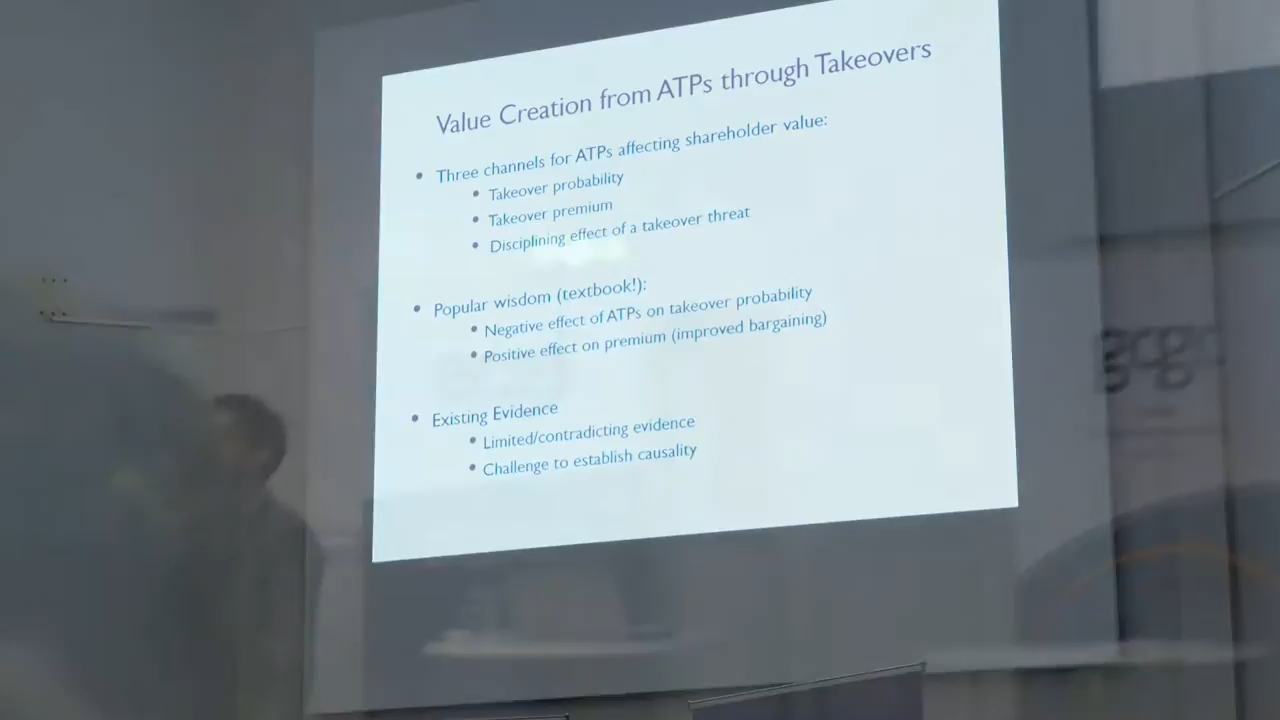 Value Creation from ATPs through Takeovers
• Three channels for ATPs affecting shareholder value:
• Takeover probability
• Takeover premium
• Disciplining effect of a takeover threat
• Popular wisdom (textbook!):
• Negative effect of ATPs on takeover probability
• Positive effect on premium (improved bargaining)
• Existing Evidence
• Limited/contradicting evidence
• Challenge to establish causality